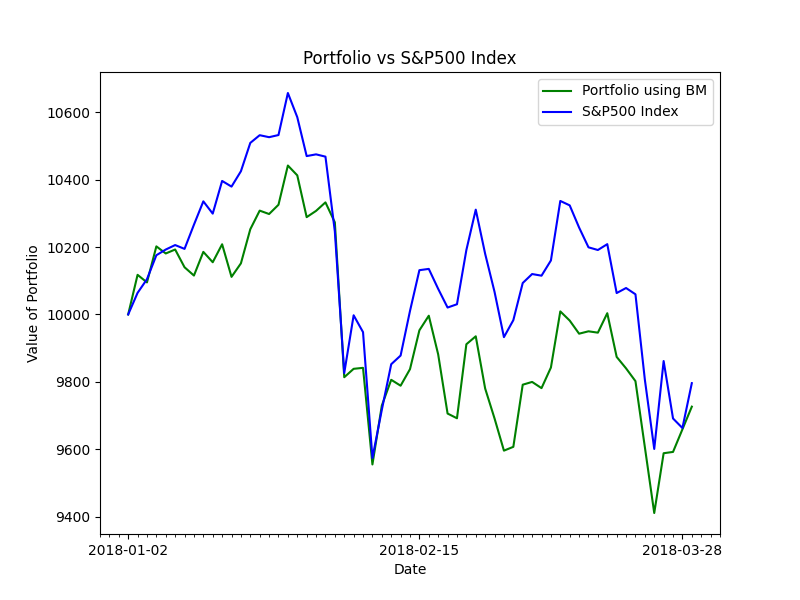 Portfolio vs S&P500 Index
Portfolio using BM
S&P500 Index
10600
10400
10200
10000
9800
9600
9400
Value of Portfolio
2018-01-02
2018-02-15
2018-03-28
Date